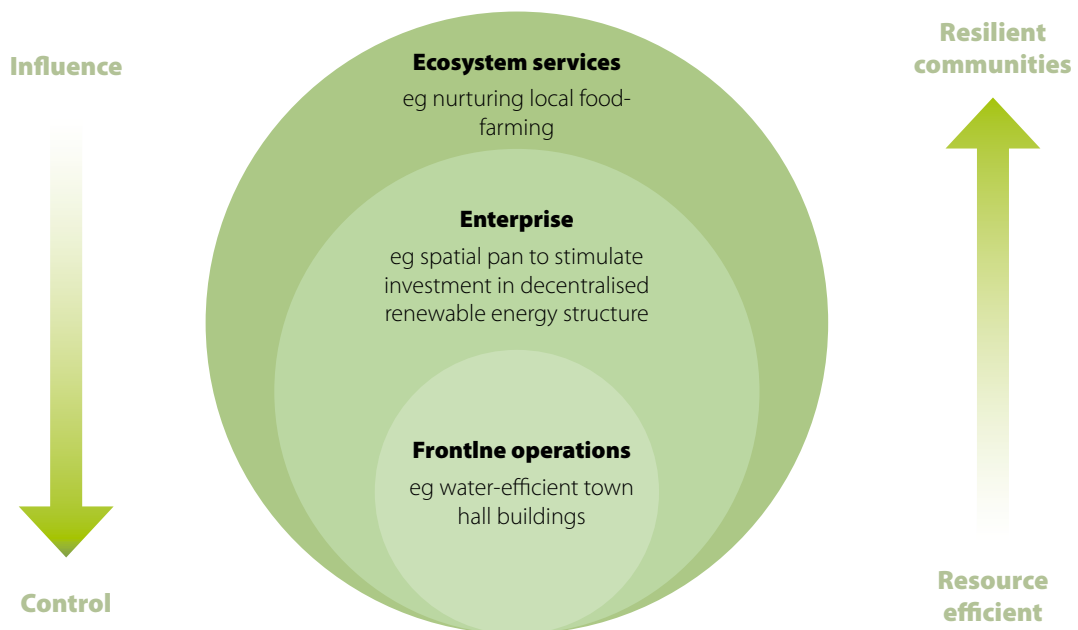 Influence
Control
Ecosystem services
eg nurturing local food-
farming
Enterprise
eg spatial pan to stimulate
investment in decentralised
renewable energy structure
Frontlne operations
eg water-efficient town
hall buildings
Resilient
communities
Resource
efficient